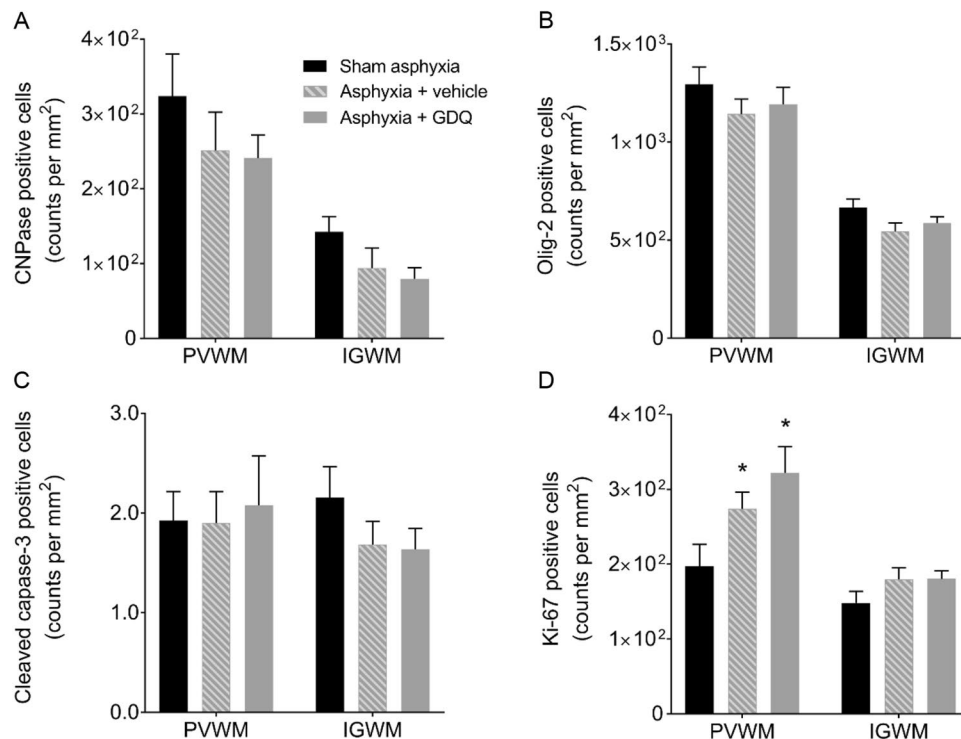 A
CNPase positive cells
(counts per mm²)
4×10²
3×10²
2×10²
1×10²
0
Sham asphyxia
Asphyxia + vehicle
Asphyxia + GDQ
PVWM
IGWM
B
Olig-2 positive cells
(counts per mm²)
1.5×10³
1×10³
5×10²
0
PVWM
IGWM
C
Cleaved capase-3 positive cells
(counts per mm²)
3.0
2.0
1.0
0.0
PVWM
IGWM
D
Ki-67 positive cells
(counts per mm²)
4×10²
3×10²
2×10²
1×10²
0
*
*
PVWM
IGWM